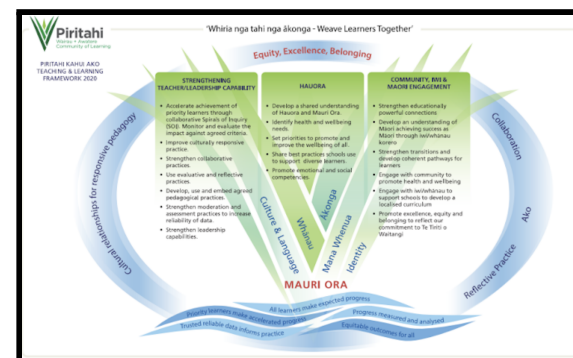 'Whiria nga tahi nga ākonga - Weave Learners Together'
Piritahi
Community of Learning
PIRITAHI KAHUI AKO
TEACHING & LEARNING
FRAMEWORK 2020
Equity, Excellence, Belonging
STRENGTHENING
TEACHER/LEADERSHIP CAPABILITY
Accelerate achievement of
priority learners through
collaborative Spirals of Inquiry
(SOI). Monitor and evaluate the
impact against agreed criteria.
Improve culturally responsive
practice.
Strengthen collaborative
practices.
Use evaluative and reflective
practices.
Develop, use and embed agreed
pedagogical practices.
Strengthen moderation and
assessment practices to increase
reliability of data.
Strengthen leadership
capabilities.
HAUORA
Develop a shared understanding
of Hauora and Mauri Ora.
Identify health and wellbeing
needs.
Set priorities to promote and
improve the wellbeing of all.
Share best practices schools use
to support diverse learners.
Promote emotional and social
competencies
COMMUNITY, BMI &
MAORI ENGAGEMENT
Strengthen educationally
powerful connections
Develop an understanding of
Māori achieving success as
Māori through iwi/whānau
korero
Strengthen transitions and
develop coherent pathways for
learners
Engage with community to
promote health and wellbeing
Engage with iwi/whānau to
support schools to develop a
localised curriculum
Promote excellence, equity and
belonging to reflect our
commitment to Te Tiriti o
Waitangi
Cultural relationships for responsive pedagogy
Collaboration
Ako
Reflective Practice
Culture & Language
Whānau
Ākonga
Mana Whenua
Identity
MAURI ORA
All learners make expected progress
Priority learners make accelerated progress
Progress measured and analysed
Trusted reliable data informs practice
Equitable outcomes for all